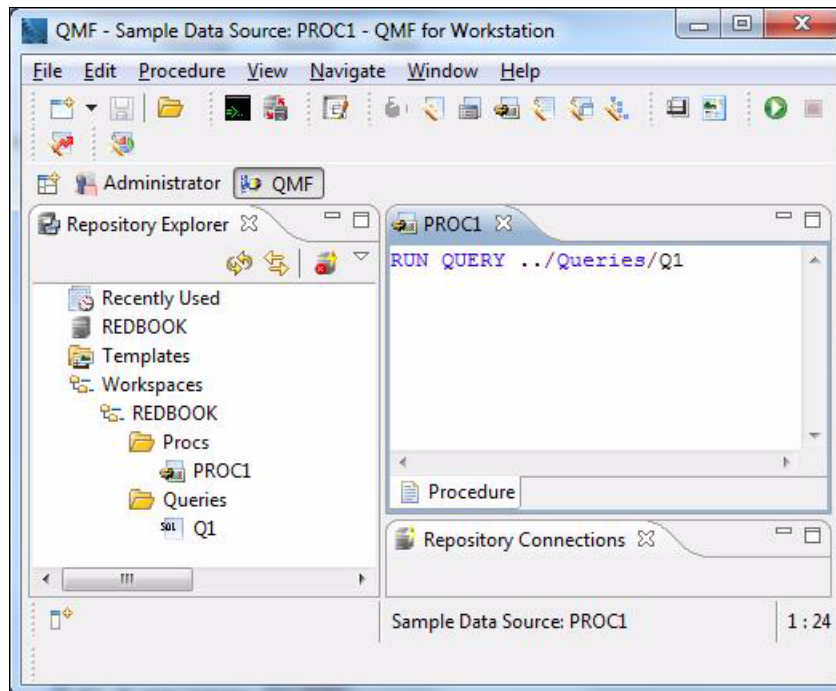 QMF - Sample Data Source: PROC1 - QMF for Workstation
File Edit Procedure View Navigate Window Help
Administrator QMF
Repository Explorer
Recently Used
REDBOOK
Templates
Workspaces
REDBOOK
Procs
PROC1
Queries
SQL Q1
PROC1
RUN QUERY ../Queries/Q1
Procedure
Repository Connections
Sample Data Source: PROC1 1 : 24